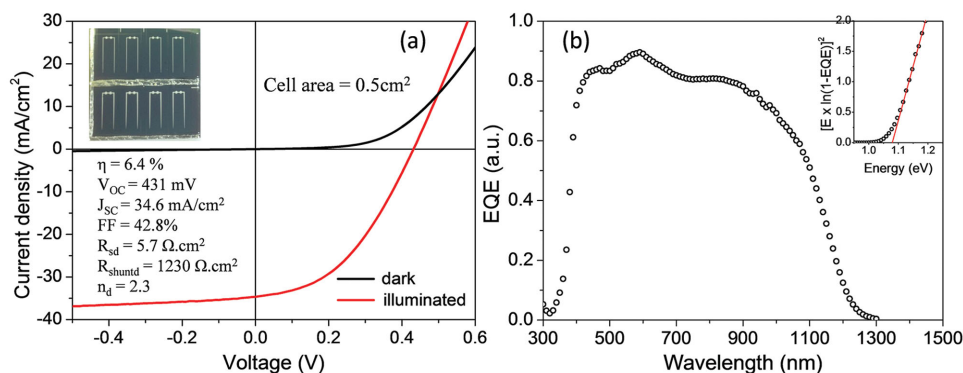 (a)
Cell area = 0.5cm²
η = 6.4 %
V_OC = 431 mV
J_SC = 34.6 mA/cm²
FF = 42.8%
R_sd = 5.7 Ω.cm²
R_shuntd = 1230 Ω.cm²
n_d = 2.3
dark
illuminated
Current density (mA/cm²)
30
20
10
0
-10
-20
-30
-40
-0.4
-0.2
0.0
0.2
0.4
0.6
Voltage (V)
(b)
EQE (a.u.)
1.0
0.8
0.6
0.4
0.2
0.0
300
500
700
900
1100
1300
1500
Wavelength (nm)
[E x ln(1-EQE))]²
2.0
1.5
1.0
0.5
0.0
1.0
1.1
1.2
Energy (eV)